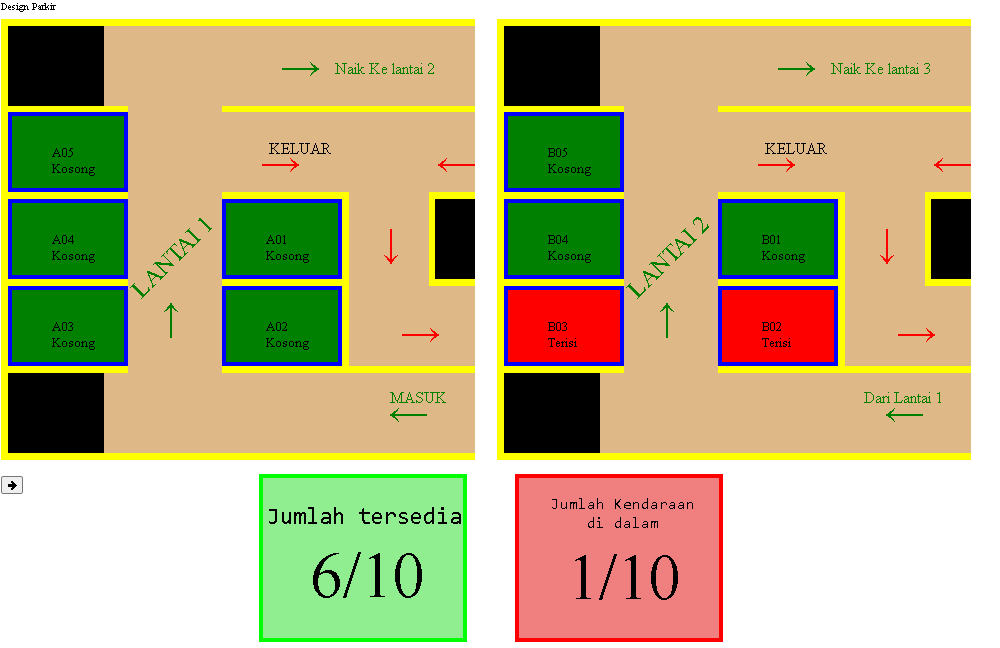 Design Parkir
Naik Ke lantai 2
KELUAR
A05
Kosong
A04
Kosong
A03
Kosong
LANTAI 1
A01
Kosong
A02
Kosong
MASUK
Naik Ke lantai 3
KELUAR
B05
Kosong
B04
Kosong
B03
Terisi
LANTAI 2
B01
Kosong
B02
Terisi
Dari Lantai 1
Jumlah tersedia
6/10
Jumlah Kendaraan
di dalam
1/10